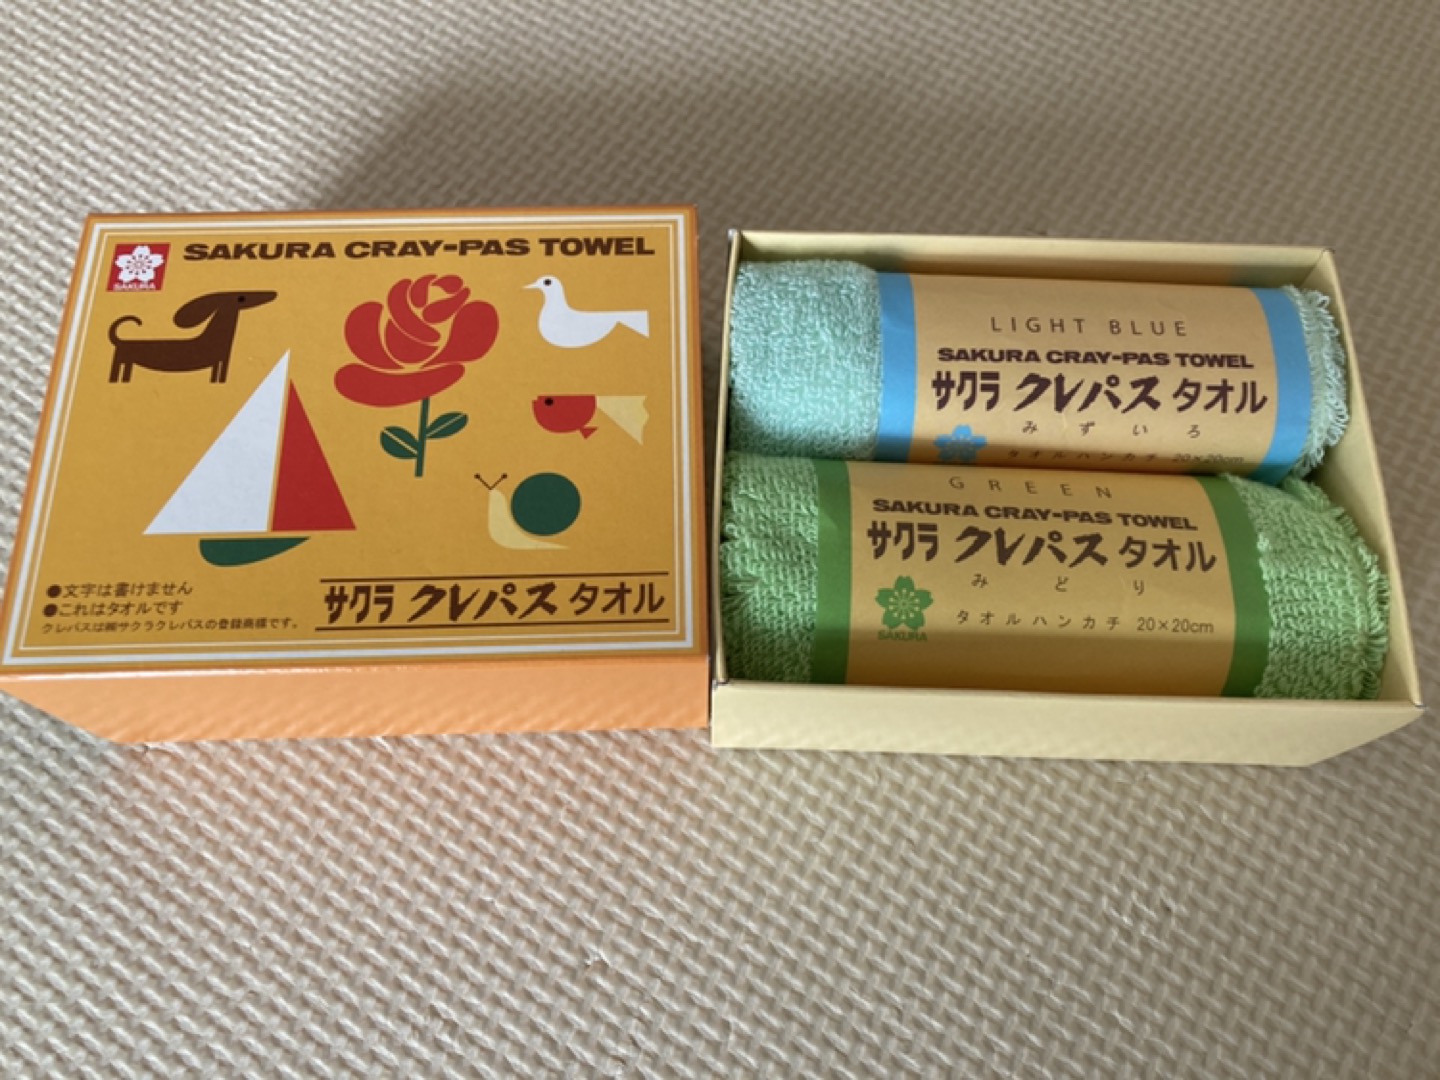 SAKURA CRAY-PAS TOWEL
SAKURA
●文字は書けません
●これはタオルです
クレパスは㈱サクラクレパスの登録商標です。
サクラ クレパス タオル
LIGHT BLUE
SAKURA CRAY-PAS TOWEL
サクラ クレパス タオル
みずいろ
タオルハンカチ 20×20cm
GREEN
SAKURA CRAY-PAS TOWEL
サクラ クレパス タオル
みどり
タオルハンカチ 20×20cm
SAKURA